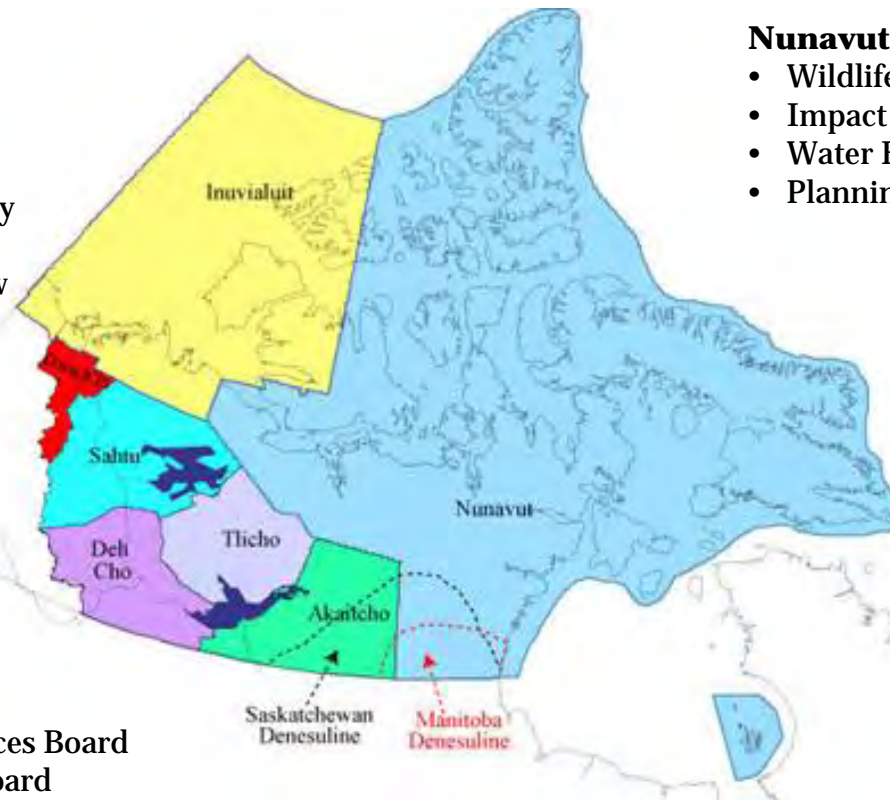 Nunavut
• Wildlife
• Impact
• Water
• Plannin
Inuvialuit
y
Sahtu
Nunavut
Tlicho
Deh
Cho
Akaitcho
Saskatchewan
Denesuline
Manitoba
Denesuline
ces Board
oard